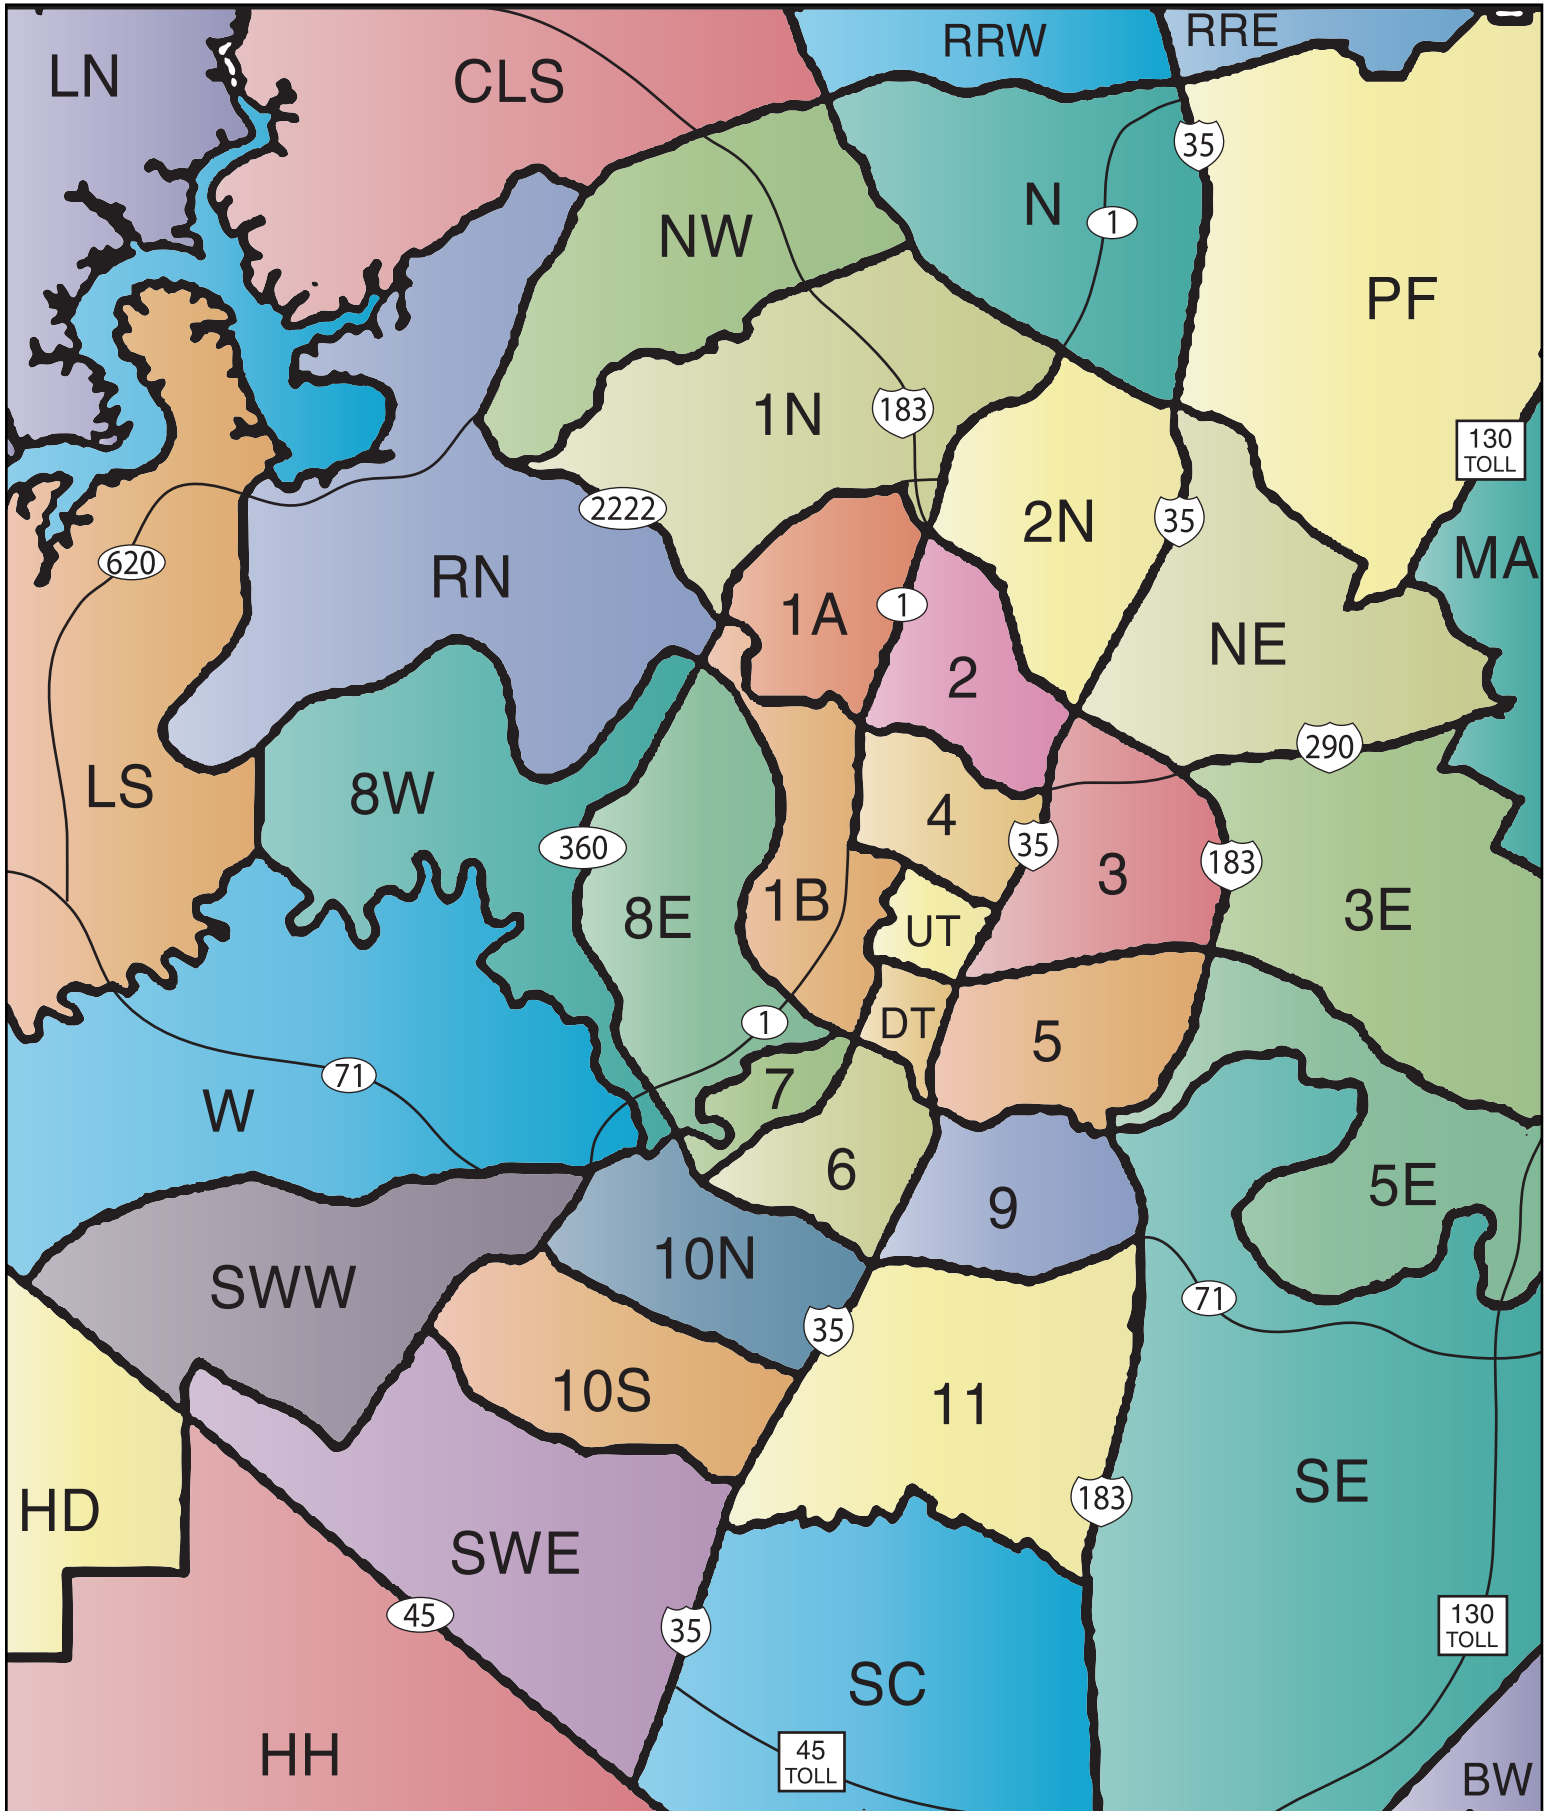 LN
CLS
RRW
RRE
35
N
1
NW
PF
1N
183
130
TOLL
2222
2N
35
MA
620
RN
1A
1
NE
2
290
LS
8W
4
360
35
3
183
8E
1B
UT
3E
1
DT
5
71
7
W
6
5E
9
10N
SWW
71
35
10S
11
HD
SE
183
SWE
45
35
130
TOLL
SC
HH
45
TOLL
BW